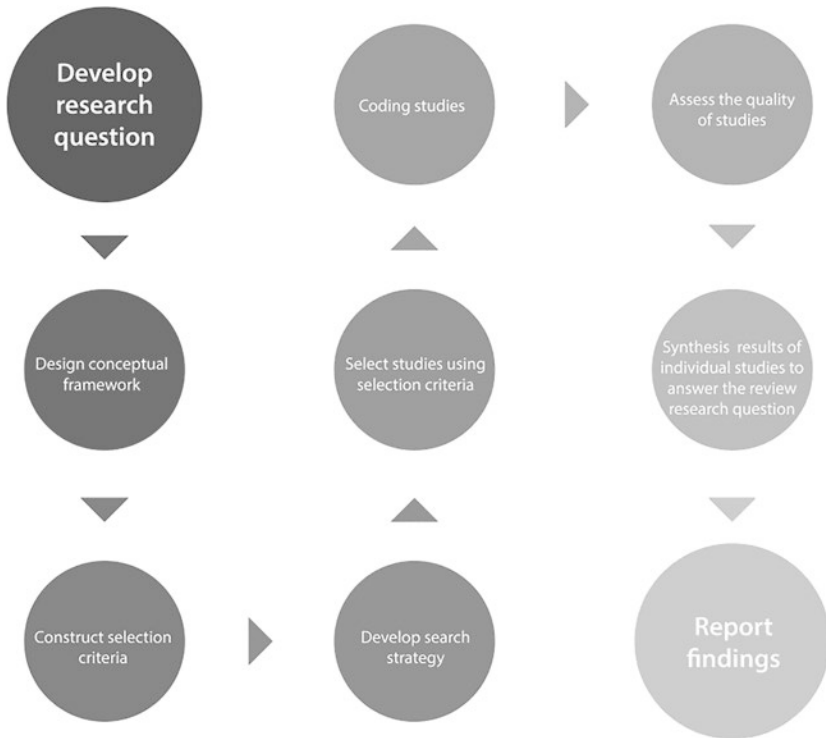 Develop
research
question
Design conceptual
framework
Construct selection
criteria
Develop search
strategy
Select studies using
selection criteria
Coding studies
Assess the quality
of studies
Synthesis results of
individual studies to
answer the review
research question
Report
findings